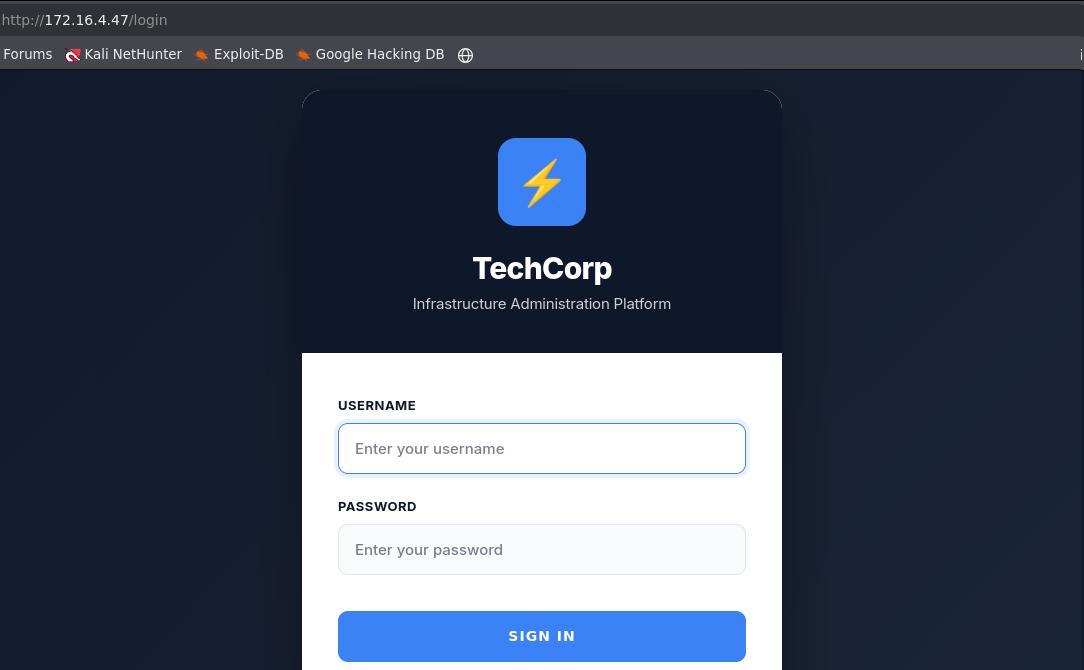 http://172.16.4.47/login
Forums Kali NetHunter Exploit-DB Google Hacking DB
TechCorp
Infrastructure Administration Platform
USERNAME
Enter your username
PASSWORD
Enter your password
SIGN IN